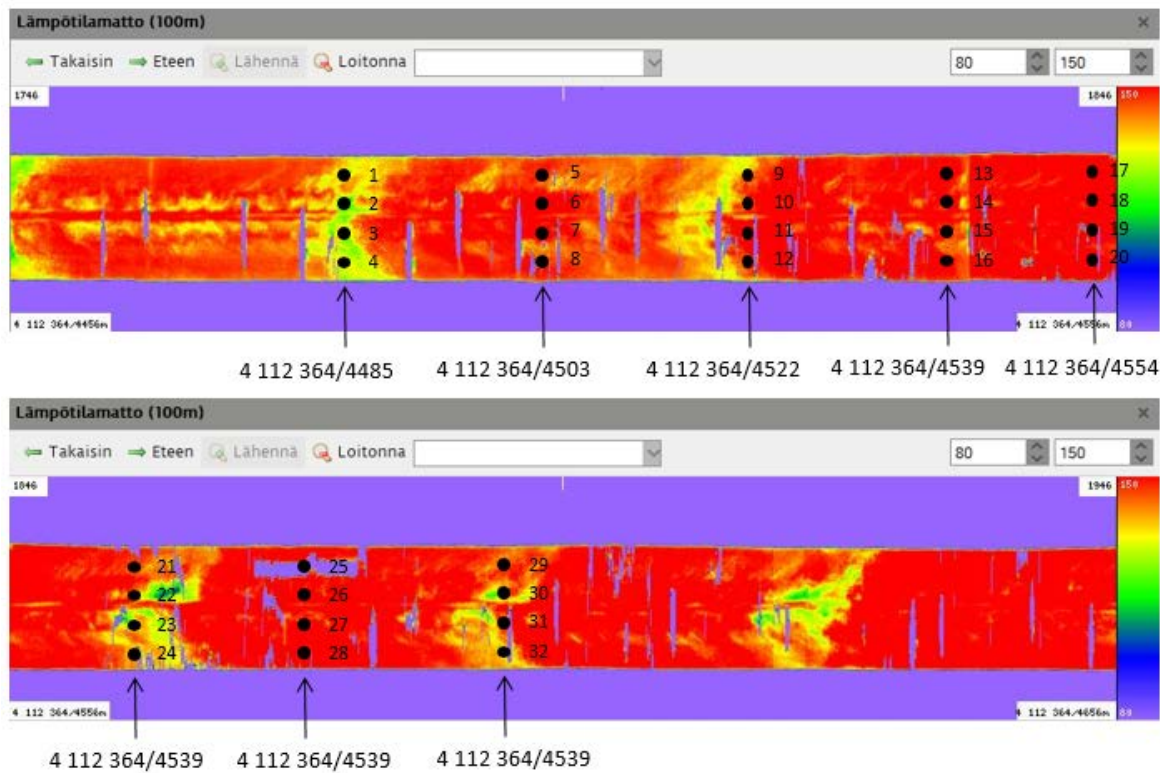 Lämpötilamatto (100m)
Takaisin Eteen Lähennä Loitonna 80 150
1746 1846 150
1 5 9 13 17
2 6 10 14 18
3 7 11 15 19
4 8 12 16 20
4 112 364/4456m 4 112 364/4556m 80
4 112 364/4485 4 112 364/4503 4 112 364/4522 4 112 364/4539 4 112 364/4554
Lämpötilamatto (100m)
Takaisin Eteen Lähennä Loitonna 80 150
1846 1946 150
21 25 29
22 26 30
23 27 31
24 28 32
4 112 364/4556m 4 112 364/4656m 80
4 112 364/4539 4 112 364/4539 4 112 364/4539